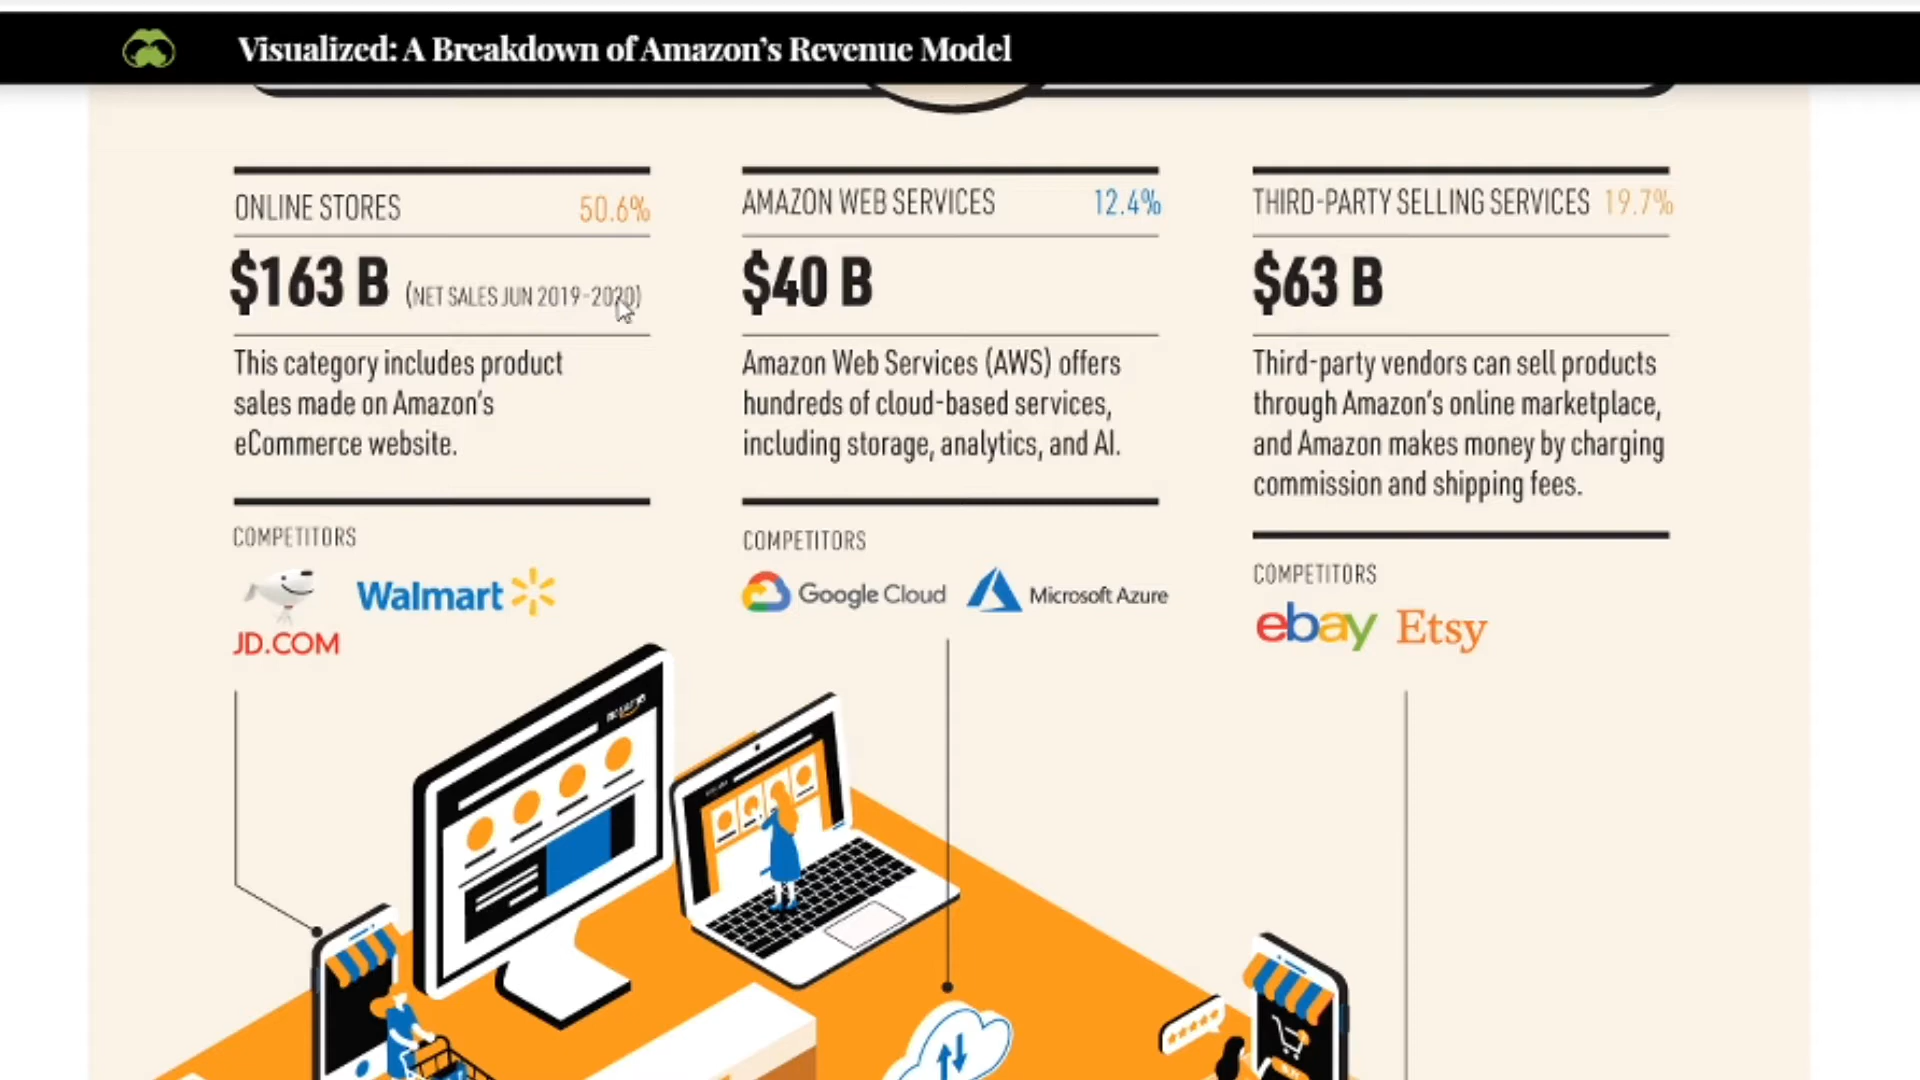 Visualized: A Breakdown of Amazon's Revenue Model
ONLINE STORES 50.6%
$163 B (NET SALES JUN 2019-2020)
This category includes product
sales made on Amazon's
eCommerce website.
COMPETITORS
JD.COM
Walmart
AMAZON WEB SERVICES 12.4%
$40 B
Amazon Web Services (AWS) offers
hundreds of cloud-based services,
including storage, analytics, and AI.
COMPETITORS
Google Cloud Microsoft Azure
THIRD-PARTY SELLING SERVICES 19.7%
$63 B
Third-party vendors can sell products
through Amazon's online marketplace,
and Amazon makes money by charging
commission and shipping fees.
COMPETITORS
ebay Etsy